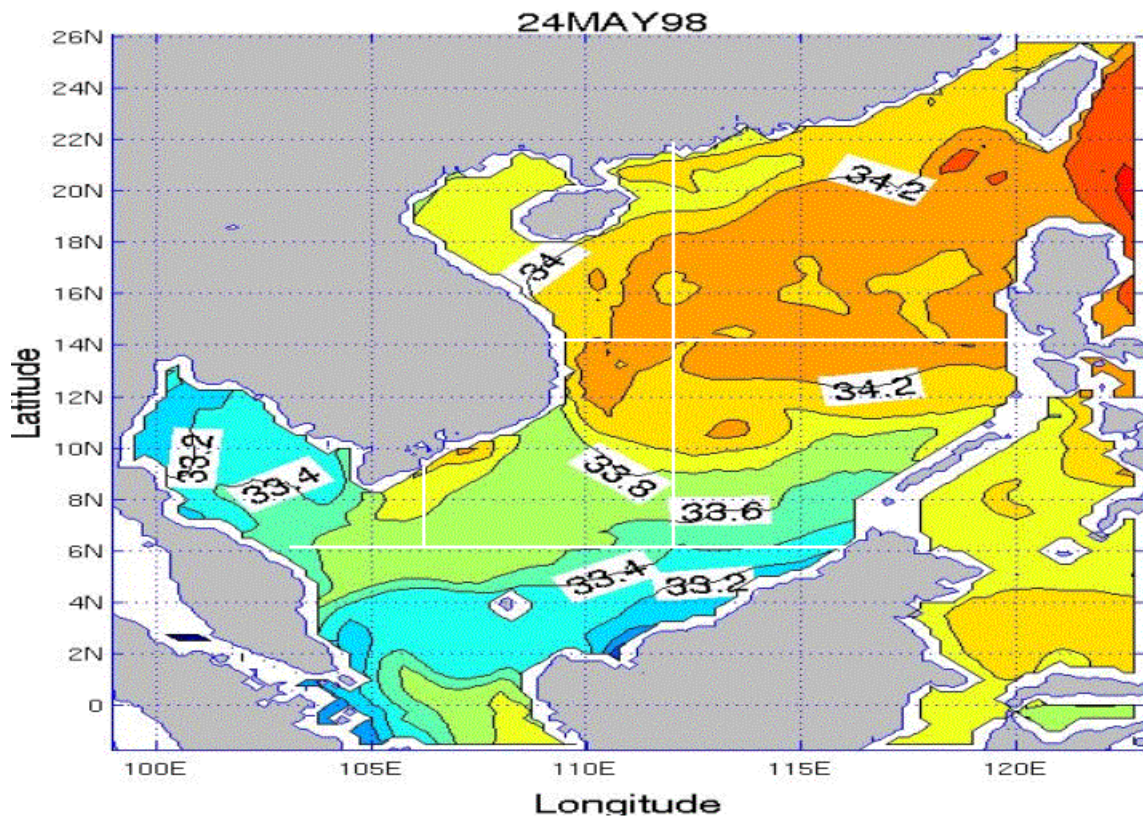 24MAY98
26N
24N
22N
20N
18N
16N
14N
12N
10N
8N
6N
4N
2N
0
Latitude
34.2
34
34.2
33.2
33.4
33.8
33.6
33.4
33.2
100E 105E 110E 115E 120E
Longitude